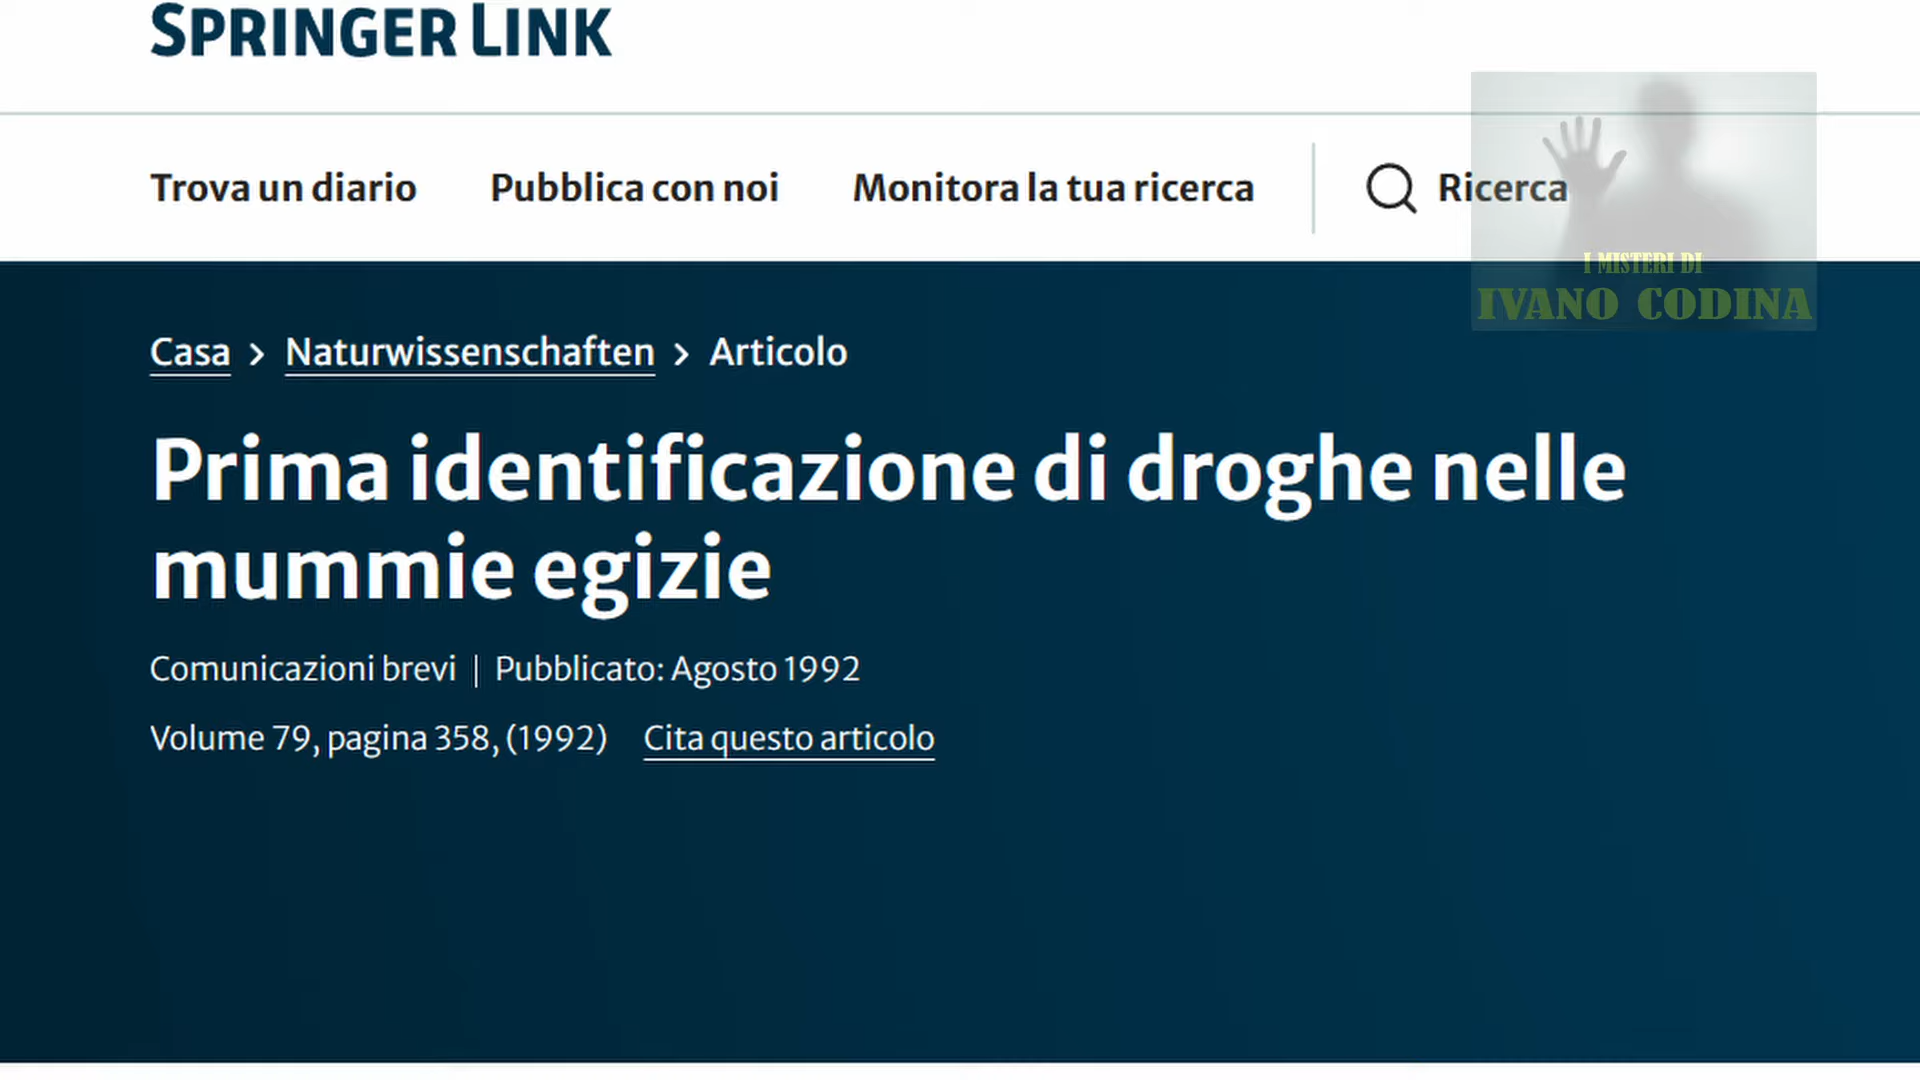 SPRINGER LINK
Trova un diario Pubblica con noi Monitora la tua ricerca Ricerca
I MISTERI DI
IVANO CODINA
Casa > Naturwissenschaften > Articolo
Prima identificazione di droghe nelle
mummie egizie
Comunicazioni brevi | Pubblicato: Agosto 1992
Volume 79, pagina 358, (1992) Cita questo articolo